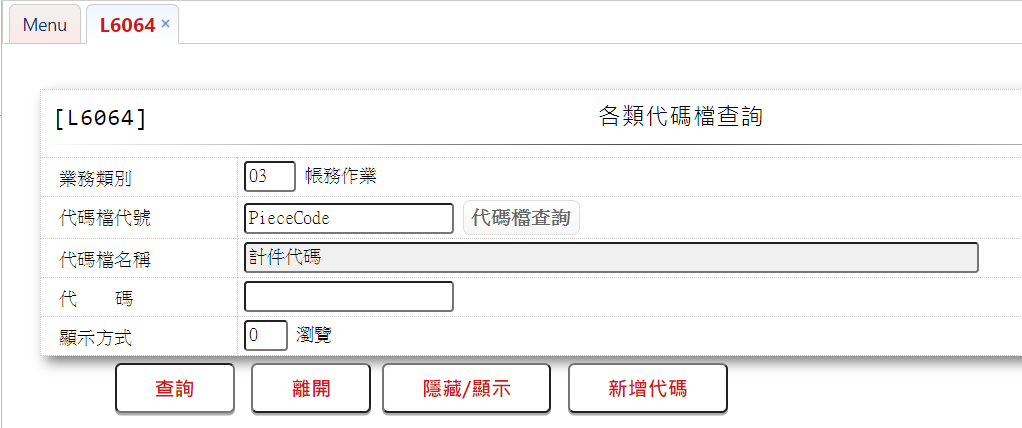 Menu L6064 ×
[L6064] 各類代碼檔查詢
業務類別 03 帳務作業
代碼檔代號 PieceCode 代碼檔查詢
代碼檔名稱 計件代碼
代 碼
顯示方式 0 瀏覽
查詢 離開 隱藏/顯示 新增代碼